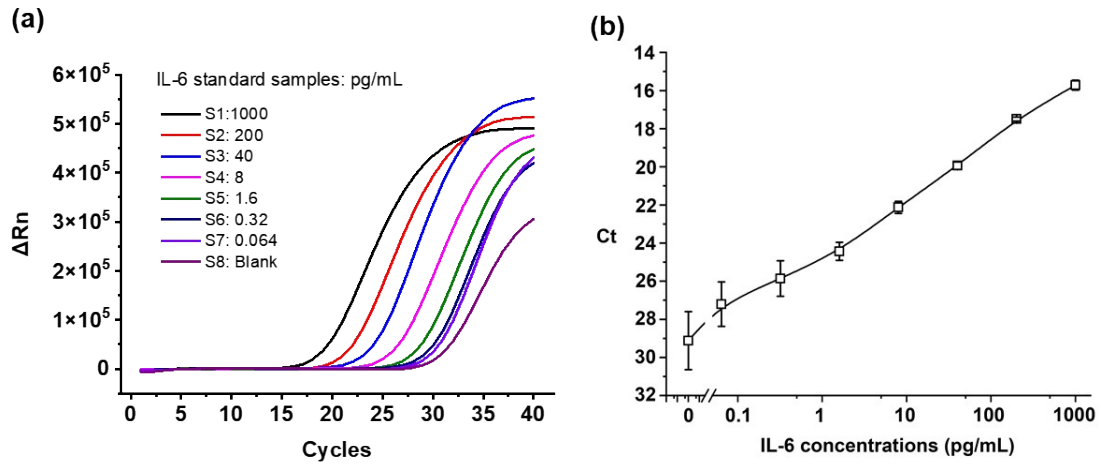 (a)
IL-6 standard samples: pg/mL
S1:1000
S2: 200
S3: 40
S4: 8
S5: 1.6
S6: 0.32
S7: 0.064
S8: Blank
6×10⁵
5×10⁵
4×10⁵
3×10⁵
2×10⁵
1×10⁵
0
ΔRn
0 5 10 15 20 25 30 35 40
Cycles
(b)
14
16
18
20
22
24
26
28
30
32
Ct
0 0.1 1 10 100 1000
IL-6 concentrations (pg/mL)